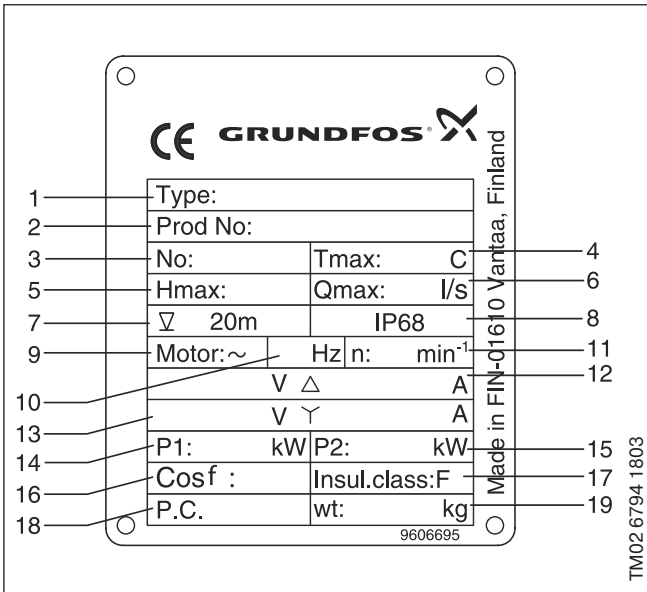 CE GRUNDFOS®
1 Type:
2 Prod No:
3 No: Tmax: C 4
5 Hmax: Qmax: l/s 6
7 20m IP68 8
9 Motor:~ Hz n: min⁻¹ 11
10 V △ A 12
13 V Y A
14 P1: kW P2: kW 15
16 Cosf : Insul.class:F 17
18 P.C. wt: kg 19
9606695
Made in FIN-01610 Vantaa, Finland
TM02 6794 1803